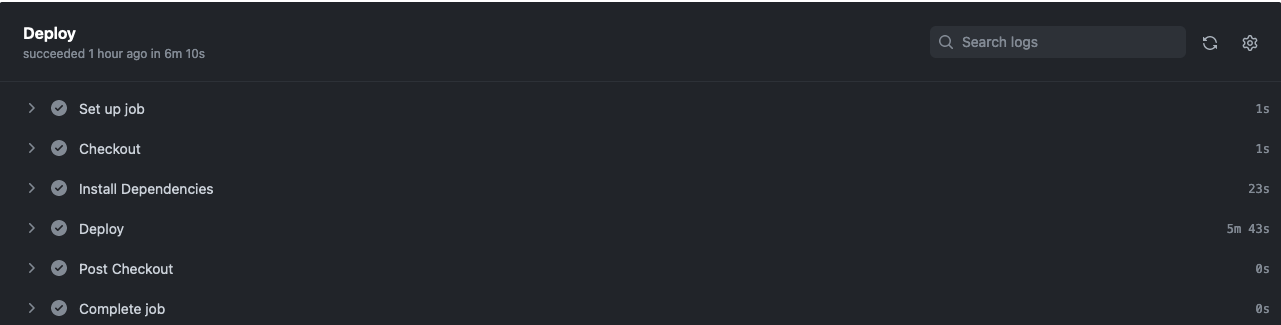 Deploy
succeeded 1 hour ago in 6m 10s
Search logs
Set up job 1s
Checkout 1s
Install Dependencies 23s
Deploy 5m 43s
Post Checkout 0s
Complete job 0s